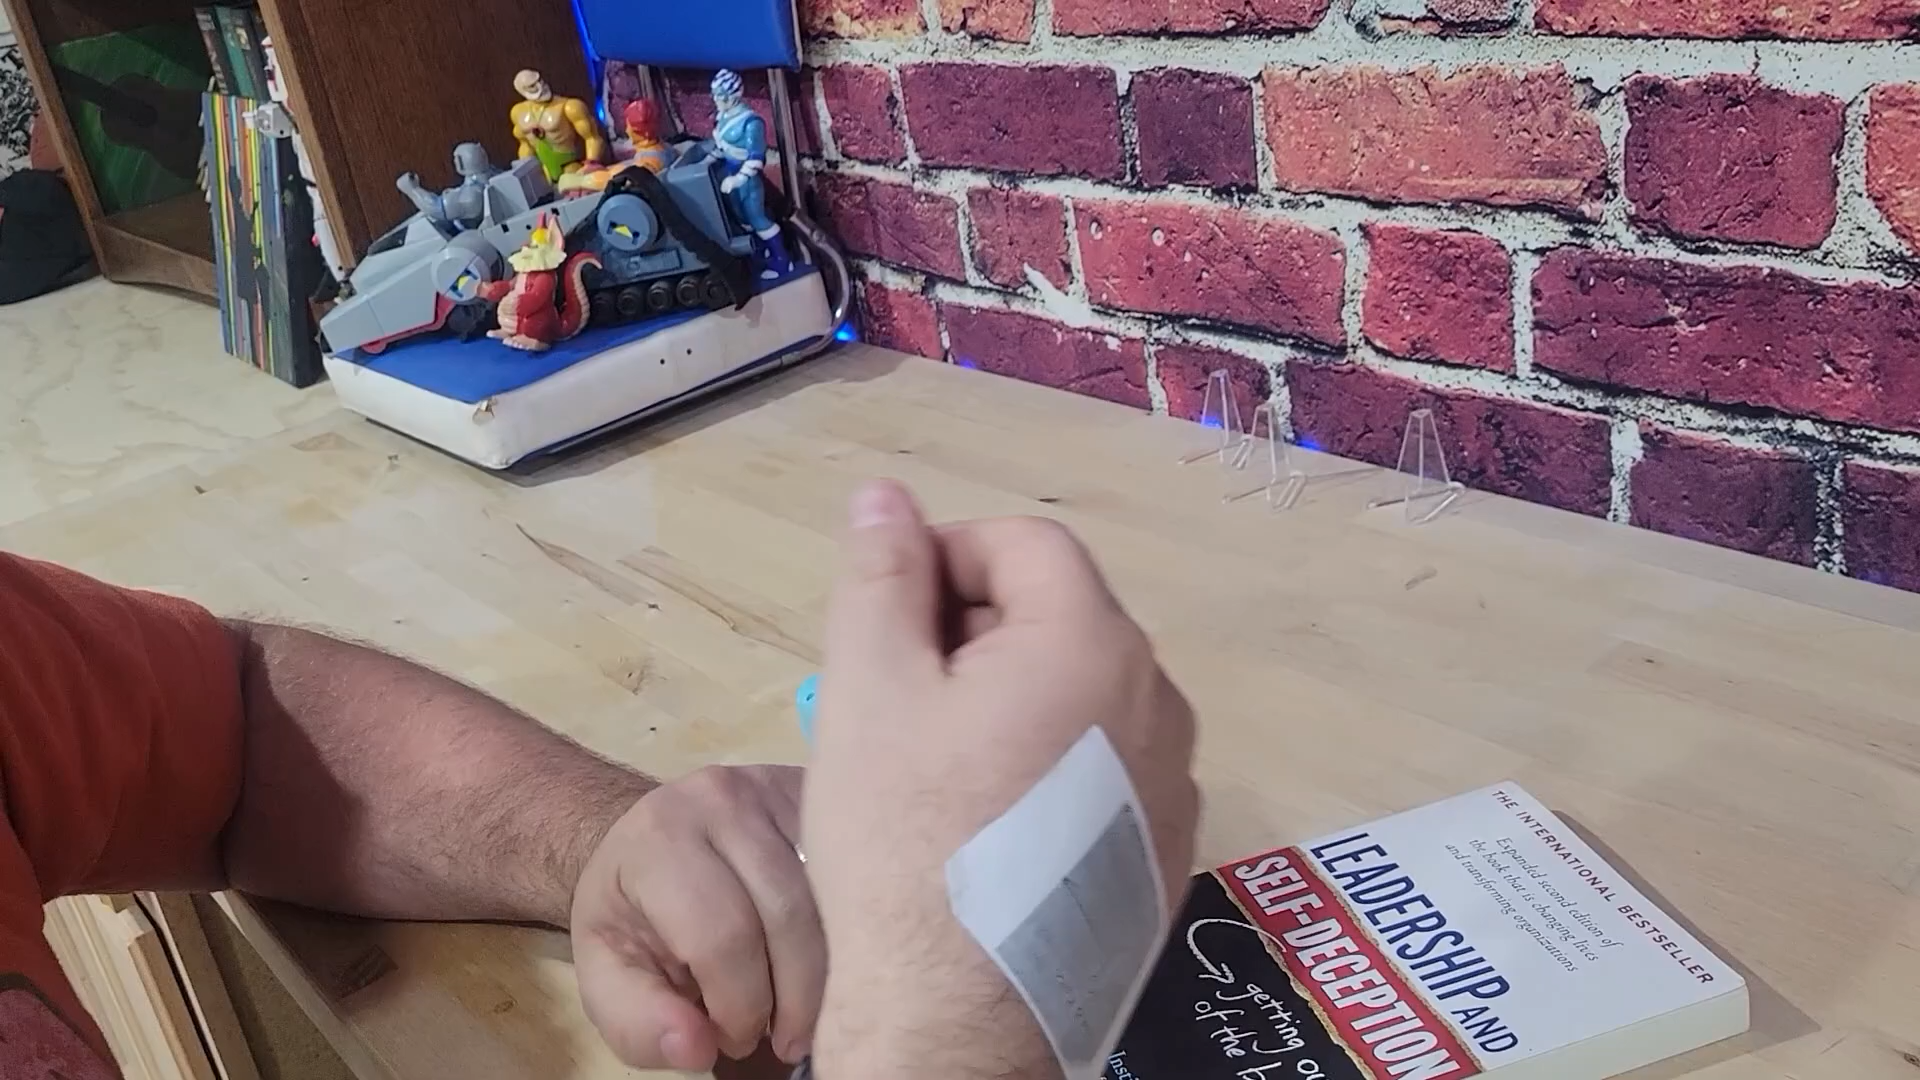 THE INTERNATIONAL BESTSELLER
Expanded second edition of
the book that is changing lives
and transforming organizations
LEADERSHIP AND
SELF-DECEPTION
getting
of the